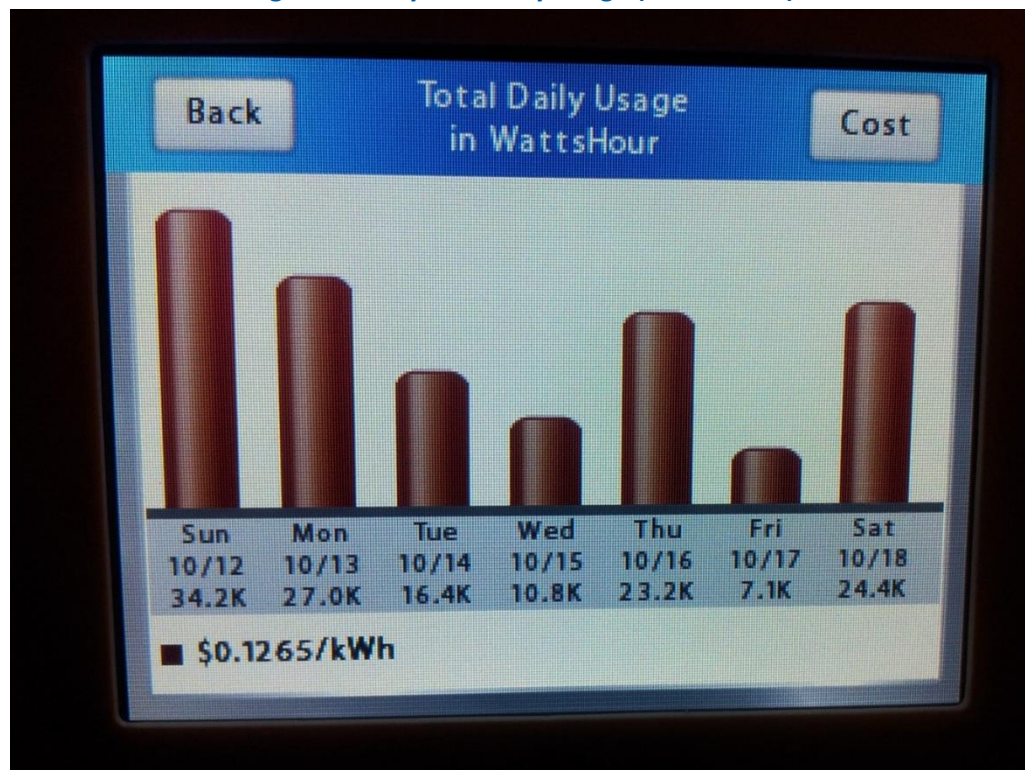 Back
Total Daily Usage
in WattsHour
Cost
Sun Mon Tue Wed Thu Fri Sat
10/12 10/13 10/14 10/15 10/16 10/17 10/18
34.2K 27.0K 16.4K 10.8K 23.2K 7.1K 24.4K
$0.1265/kWh